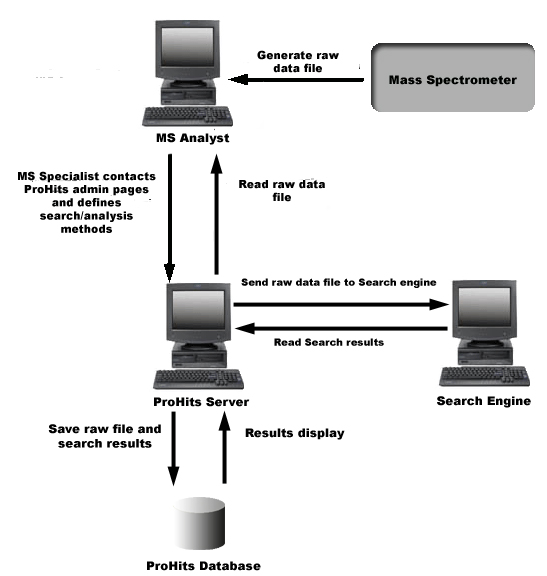 Generate raw
data file
Mass Spectrometer
MS Analyst
MS Specialist contacts
ProHits admin pages
and defines
search/analysis
methods
Read raw data
file
Send raw data file to Search engine
Read Search results
ProHits Server
Search Engine
Save raw file and
search results
Results display
ProHits Database